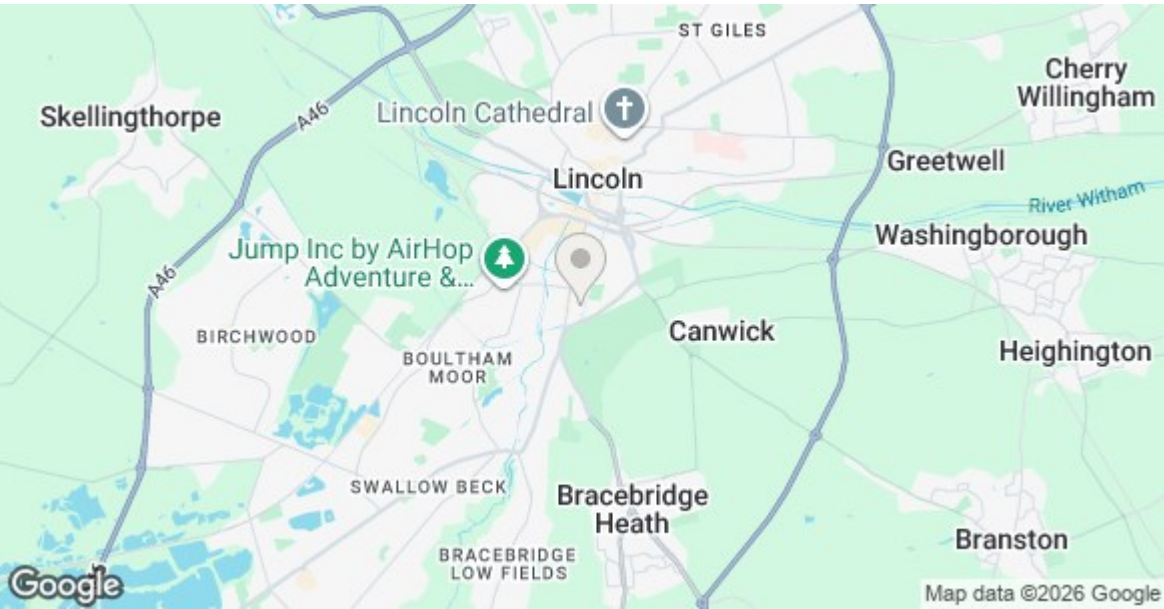 ST GILES
Cherry
Willingham
Skellingthorpe
A46
Lincoln Cathedral
Greetwell
Lincoln
River Witham
Washingborough
Jump Inc by AirHop
Adventure &...
A46
BIRCHWOOD
Canwick
Heighington
BOULTHAM
MOOR
SWALLOW BECK
Bracebridge
Heath
Branston
BRACEBRIDGE
LOW FIELDS
Google
Map data ©2026 Google